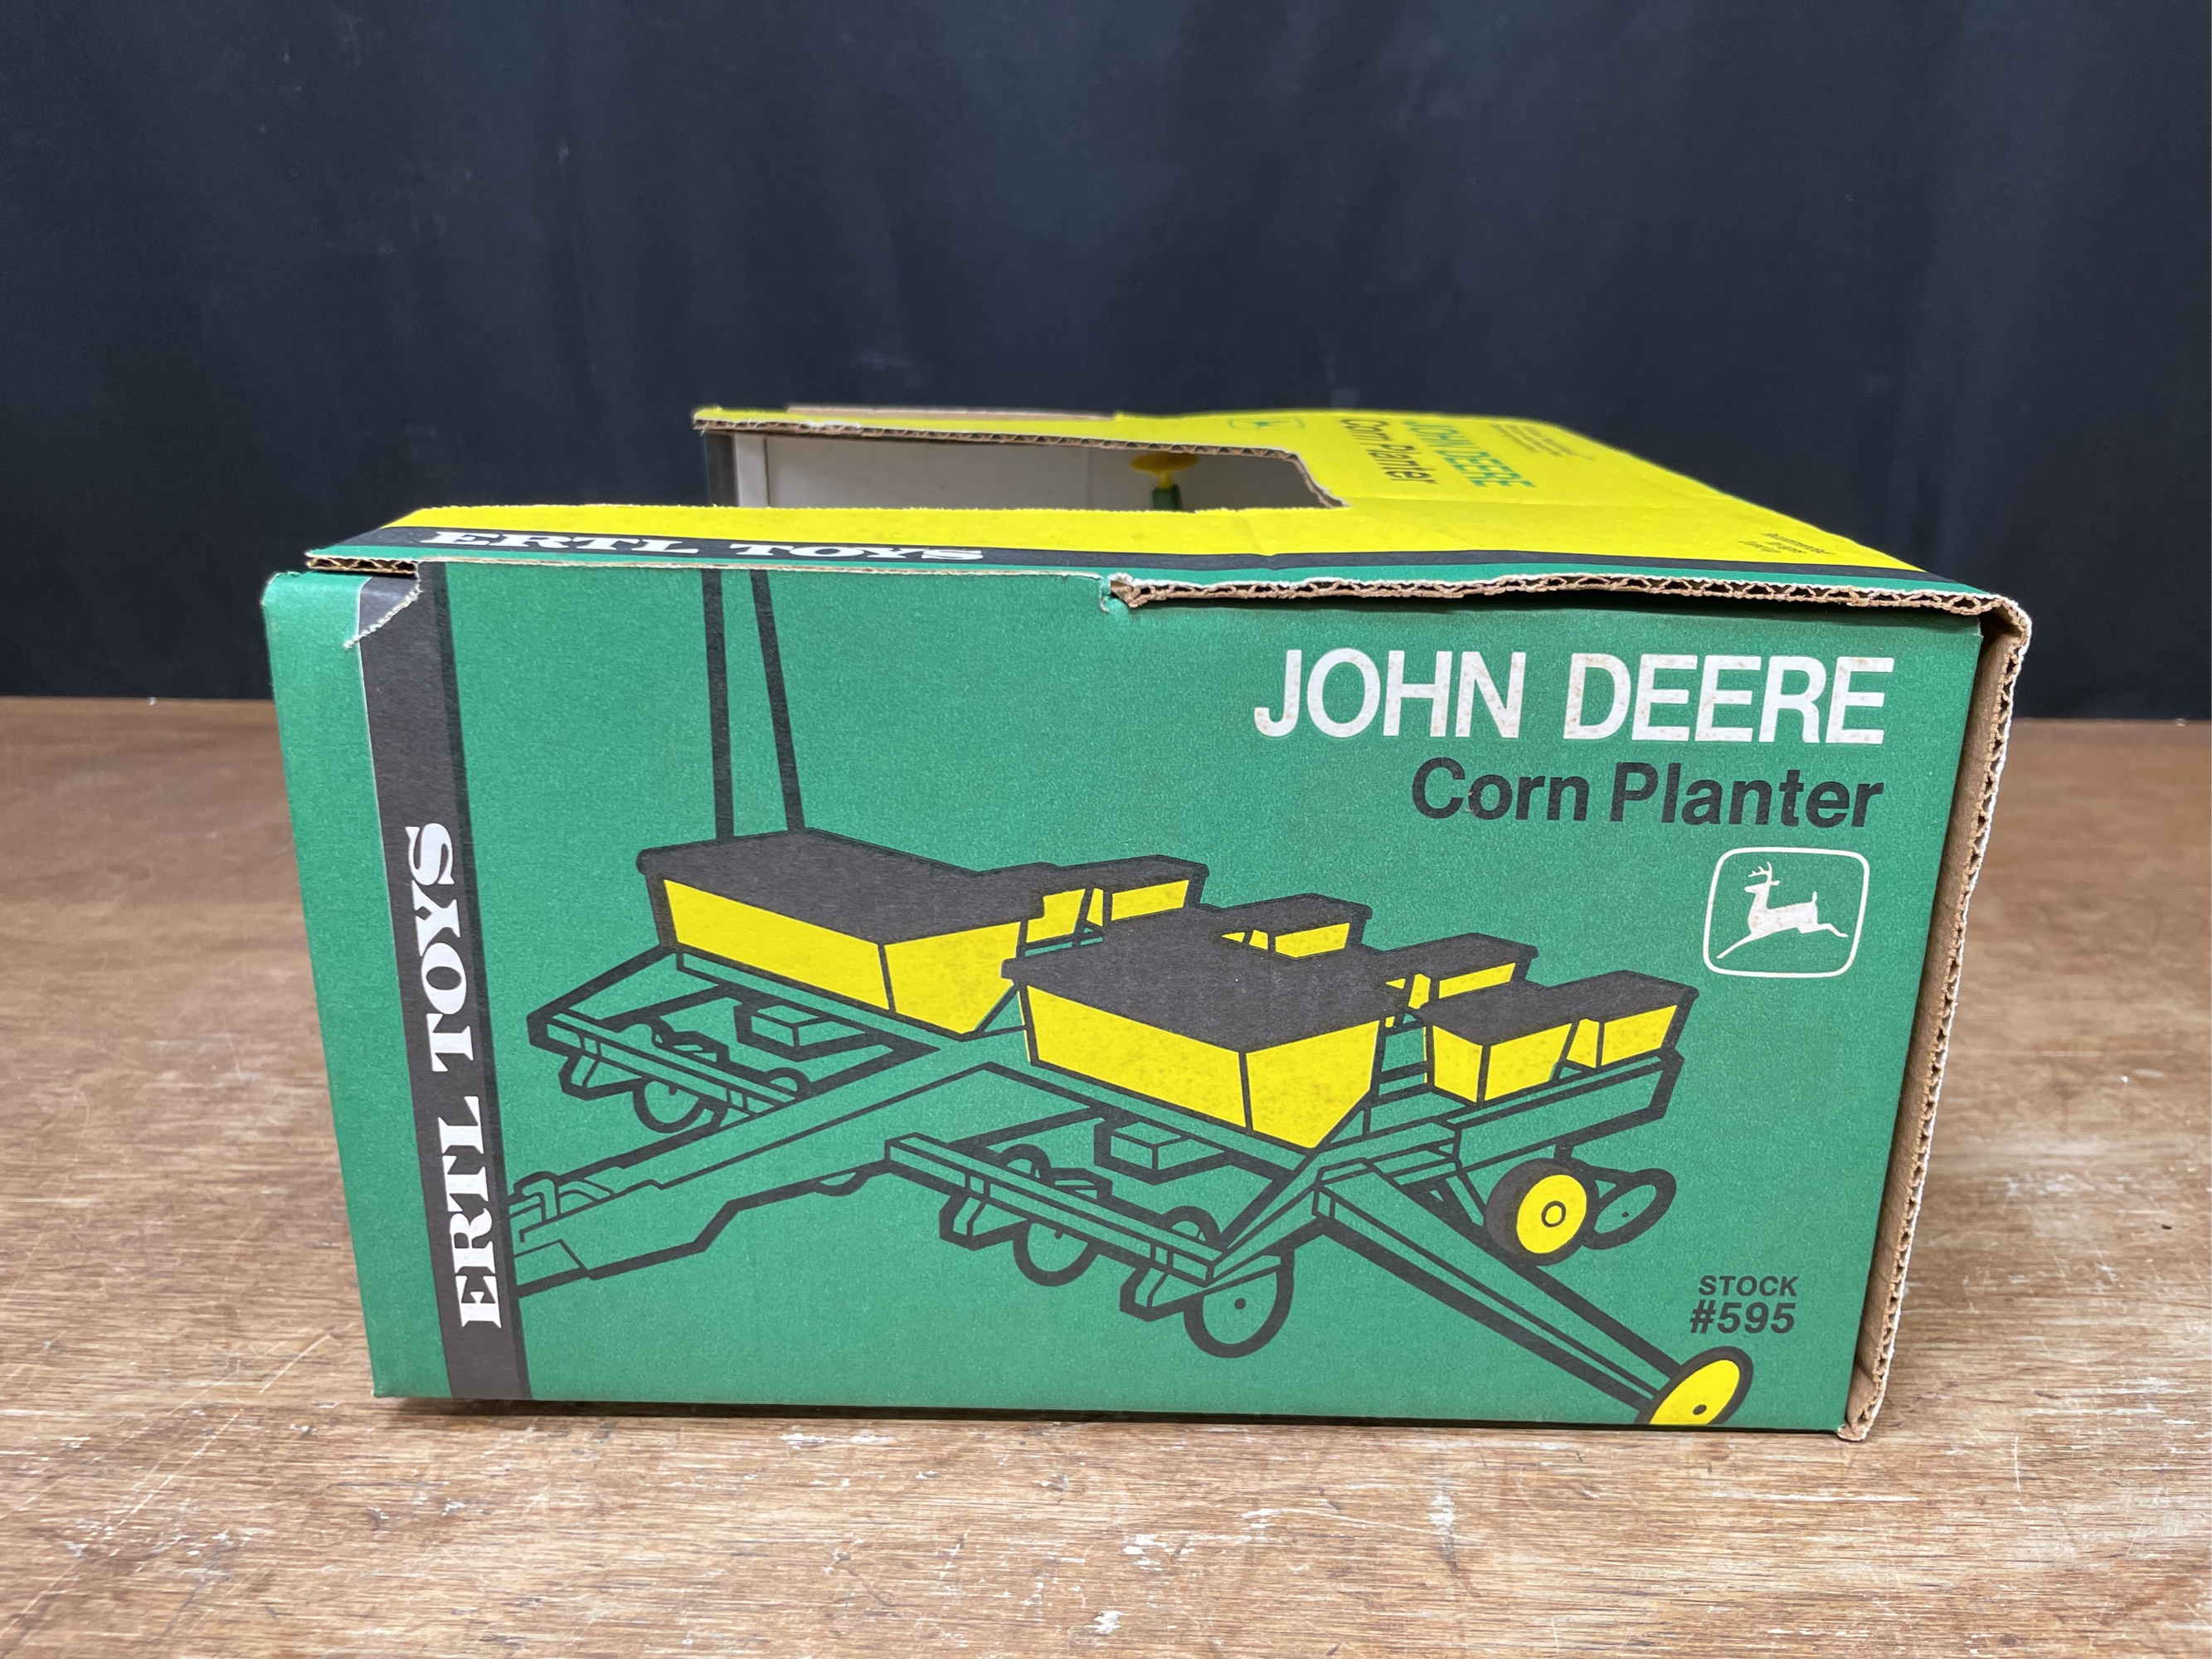 JOHN DEERE
Corn Planter
ERTL TOYS
JOHN DEERE
Corn Planter
ERTL TOYS
STOCK
#595